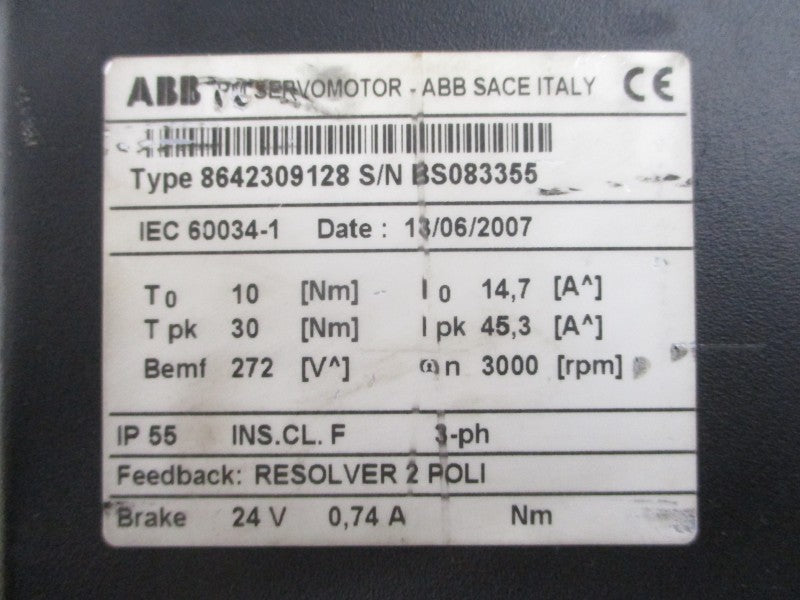 ABB SERVOMOTOR - ABB SACE ITALY CE
Type 8642309128 S/N BS083355
IEC 60034-1 Date : 13/06/2007
T0 10 [Nm] I0 14,7 [A^]
T pk 30 [Nm] I pk 45,3 [A^]
Bemf 272 [V^] ωn 3000 [rpm]
IP 55 INS.CL. F 3-ph
Feedback: RESOLVER 2 POLI
Brake 24 V 0,74 A Nm